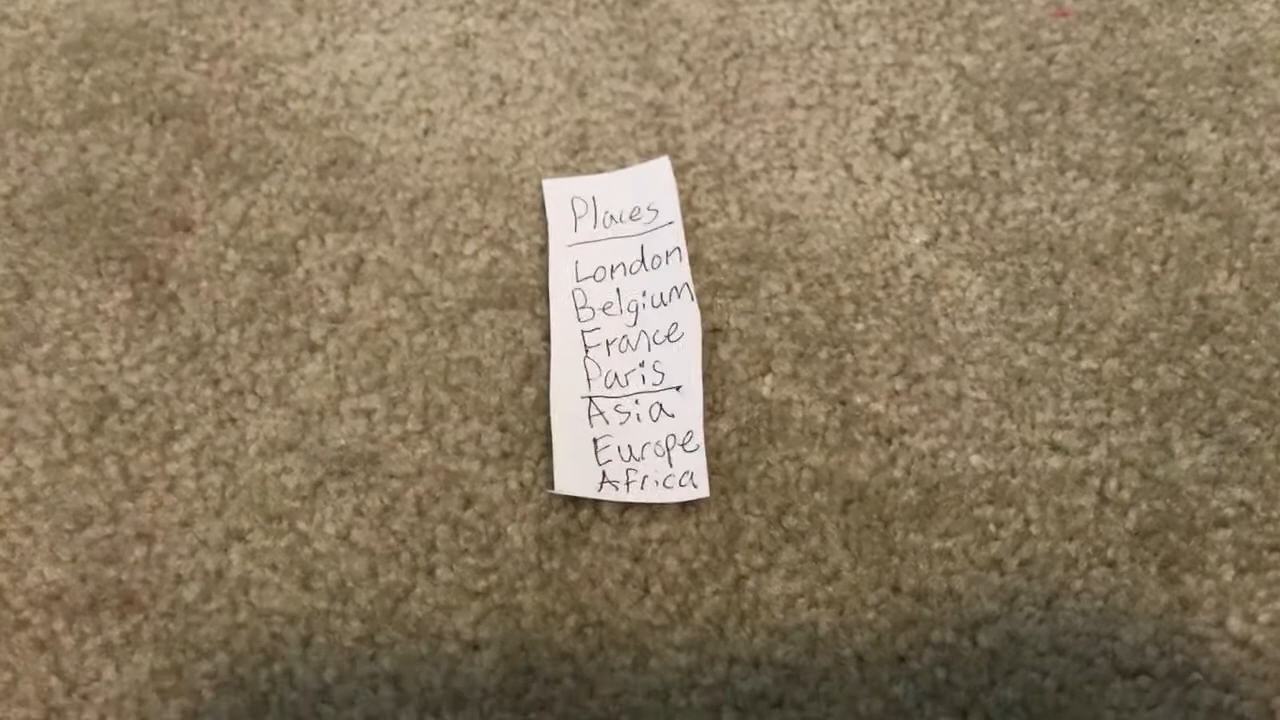 Places
London
Belgium
France
Paris
Asia
Europe
Africa